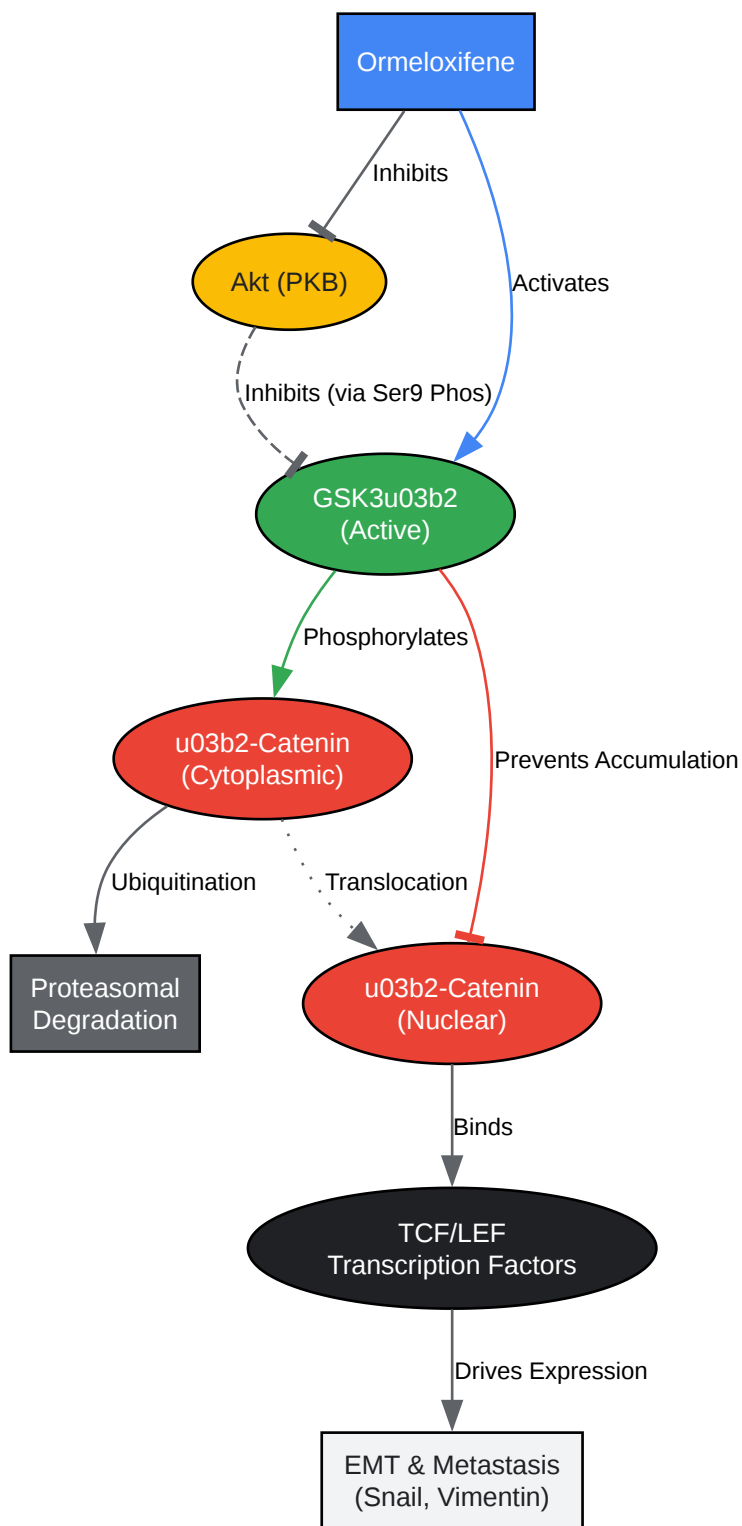 Ormeloxifene
Inhibits
Akt (PKB)
Activates
Inhibits (via Ser9 Phos)
GSK3u03b2
(Active)
Phosphorylates
u03b2-Catenin
(Cytoplasmic)
Prevents Accumulation
Ubiquitination
Translocation
Proteasomal
Degradation
u03b2-Catenin
(Nuclear)
Binds
TCF/LEF
Transcription Factors
Drives Expression
EMT & Metastasis
(Snail, Vimentin)